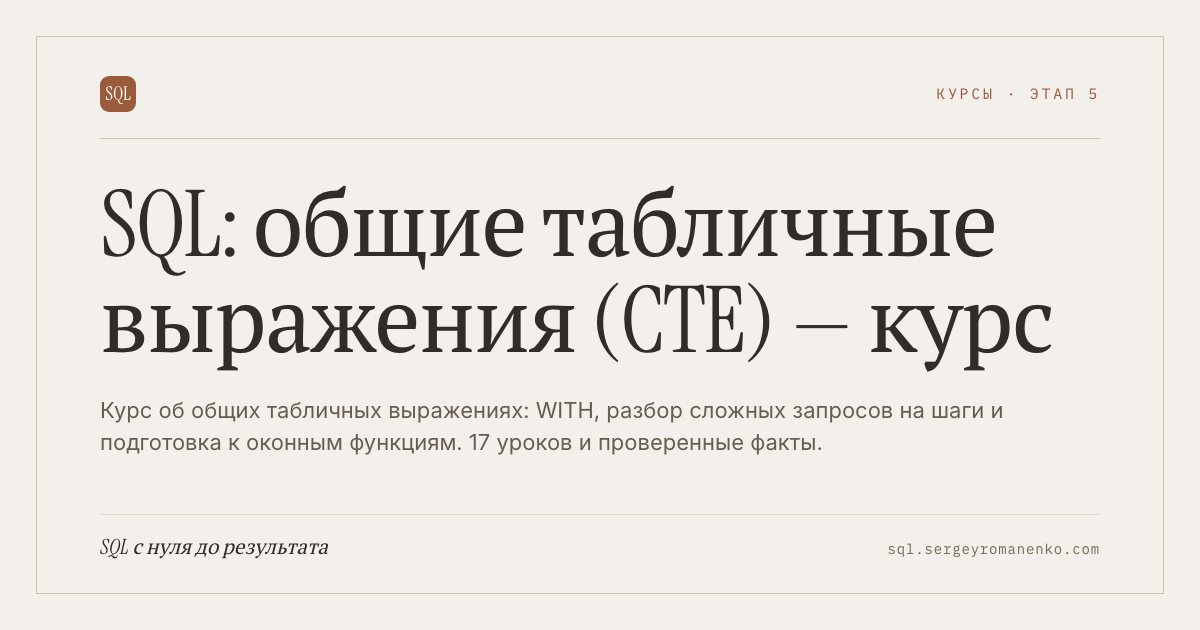 SQL
КУРСЫ · ЭТАП 5
SQL: общие табличные
выражения (CTE) — курс
Курс об общих табличных выражениях: WITH, разбор сложных запросов на шаги и
подготовка к оконным функциям. 17 уроков и проверенные факты.
SQL с нуля до результата
sql.sergeyromanenko.com